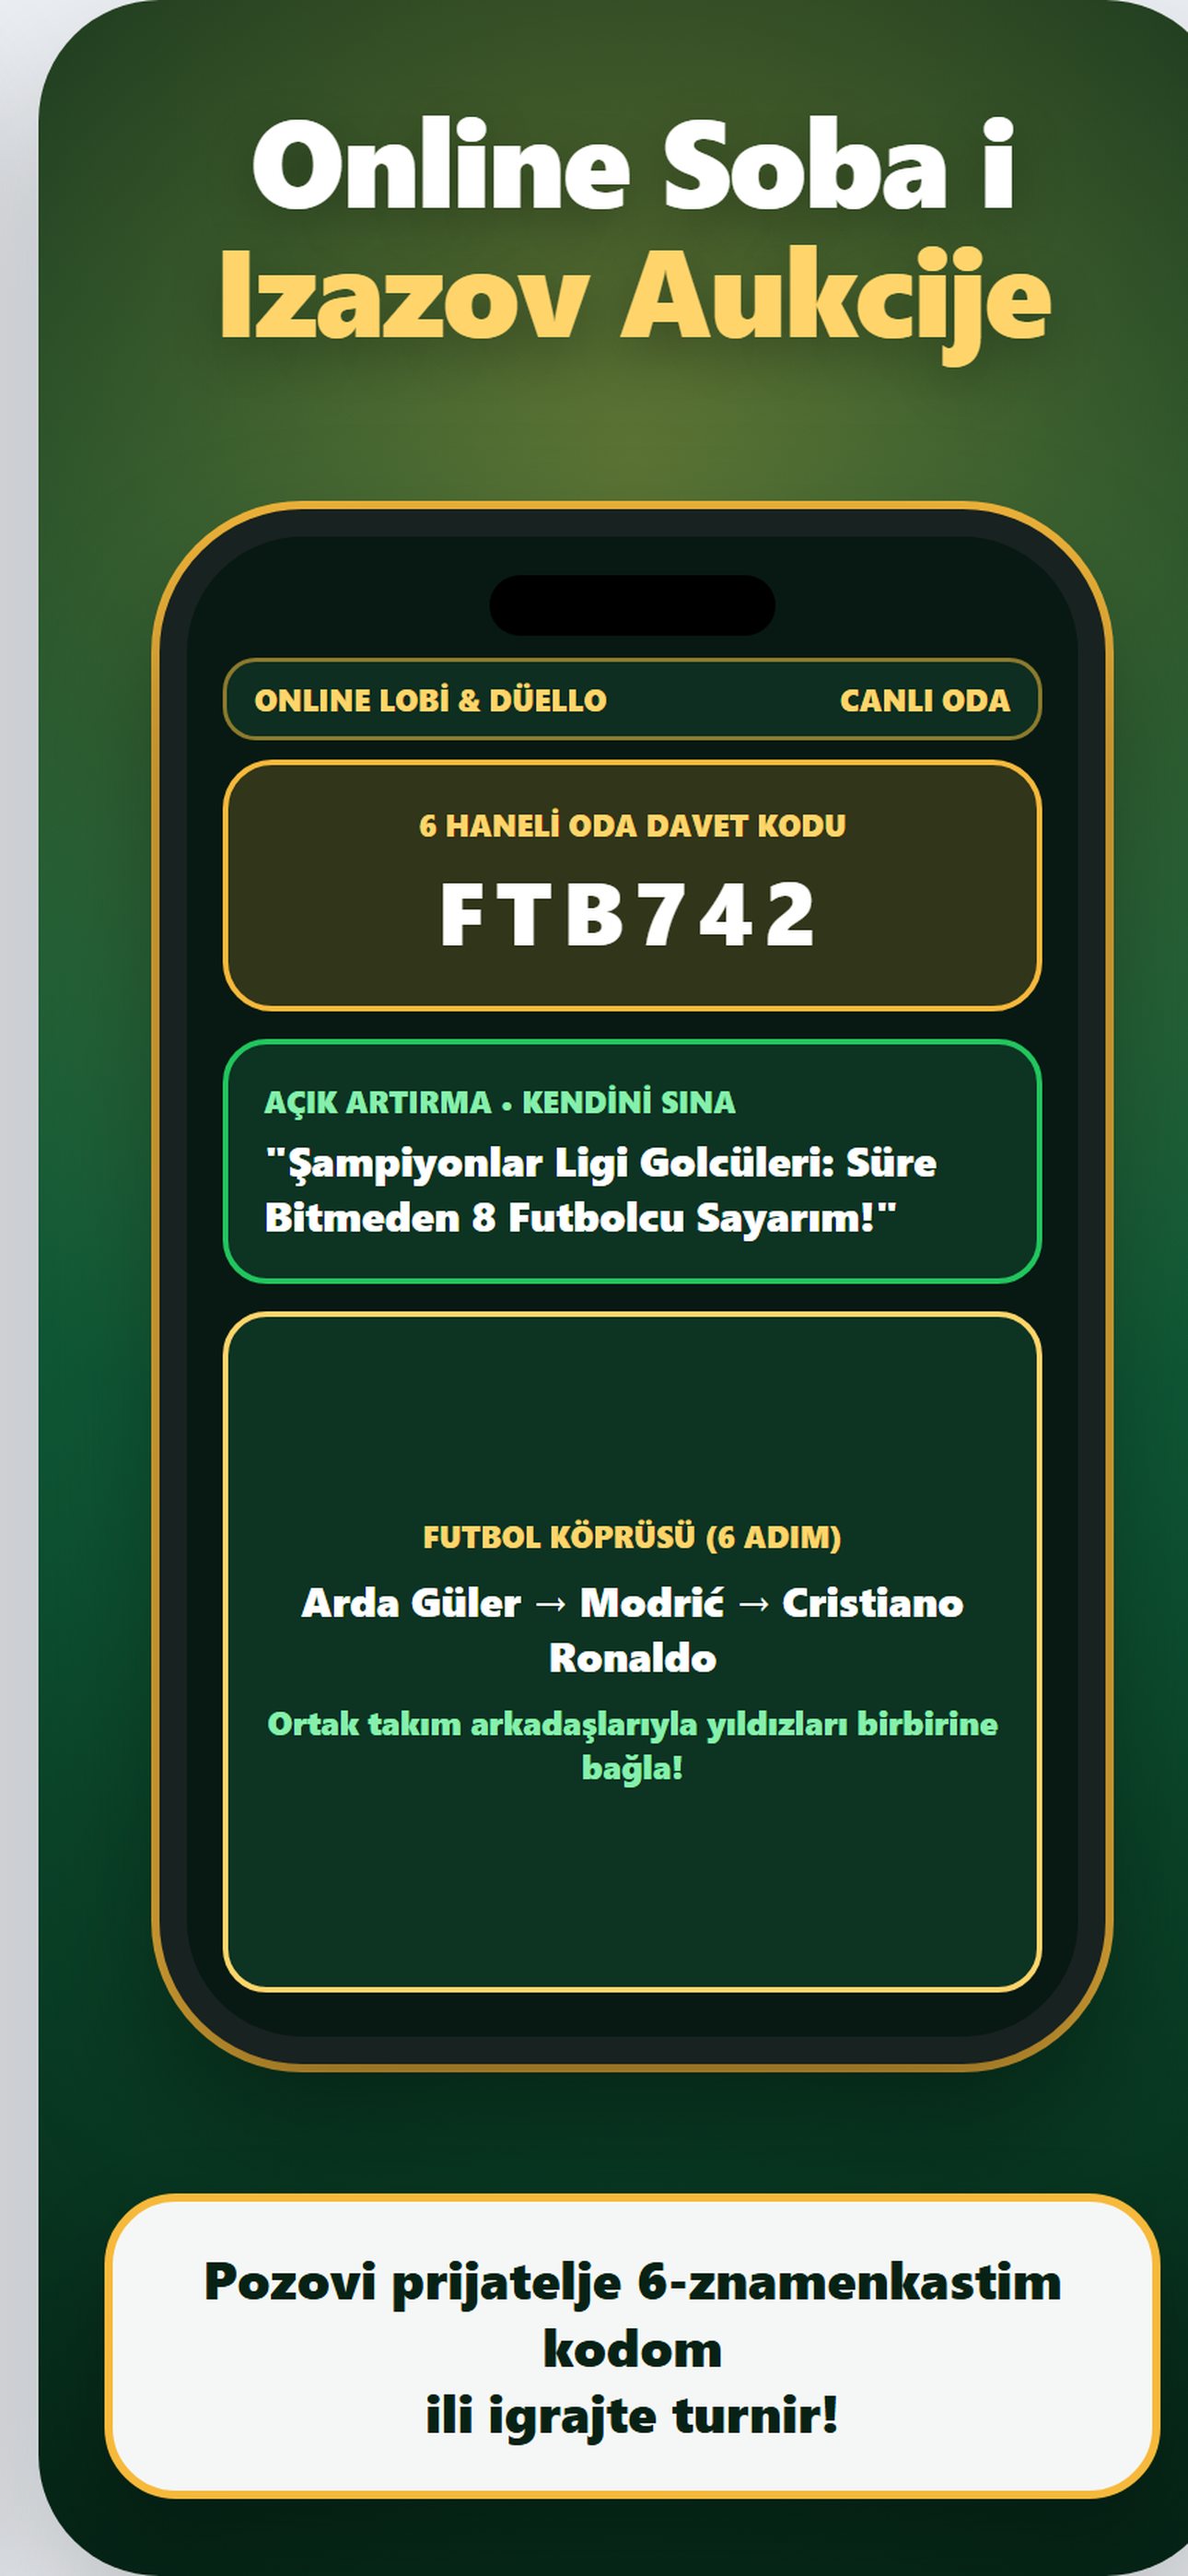 Online Soba i
Izazov Aukcije
ONLINE LOBİ & DÜELLO
CANLI ODA
6 HANELİ ODA DAVET KODU
FTB742
AÇIK ARTIRMA • KENDİNİ SINA
"Şampiyonlar Ligi Golcüleri: Süre
Bitmeden 8 Futbolcu Sayarım!"
FUTBOL KÖPRÜSÜ (6 ADIM)
Arda Güler → Modrić → Cristiano
Ronaldo
Ortak takım arkadaşlarıyla yıldızları birbirine
bağla!
Pozovi prijatelje 6-znamenkastim
kodom
ili igrajte turnir!